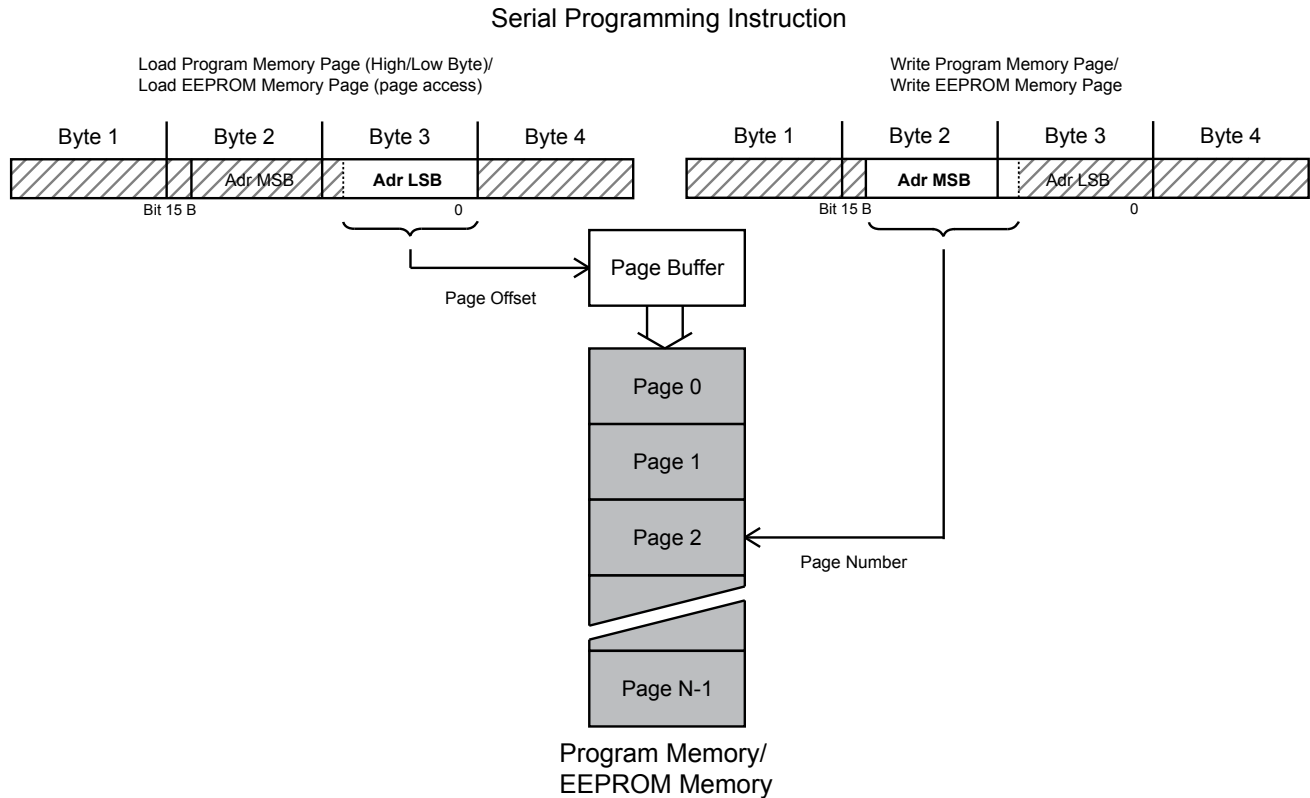 Serial Programming Instruction
Load Program Memory Page (High/Low Byte)/
Load EEPROM Memory Page (page access)
Write Program Memory Page/
Write EEPROM Memory Page
Byte 1 Byte 2 Byte 3 Byte 4
Byte 1 Byte 2 Byte 3 Byte 4
Adr MSB Adr LSB
Adr MSB Adr LSB
Bit 15 B 0
Bit 15 B 0
Page Buffer
Page Offset
Page 0
Page 1
Page 2
Page Number
Page N-1
Program Memory/
EEPROM Memory